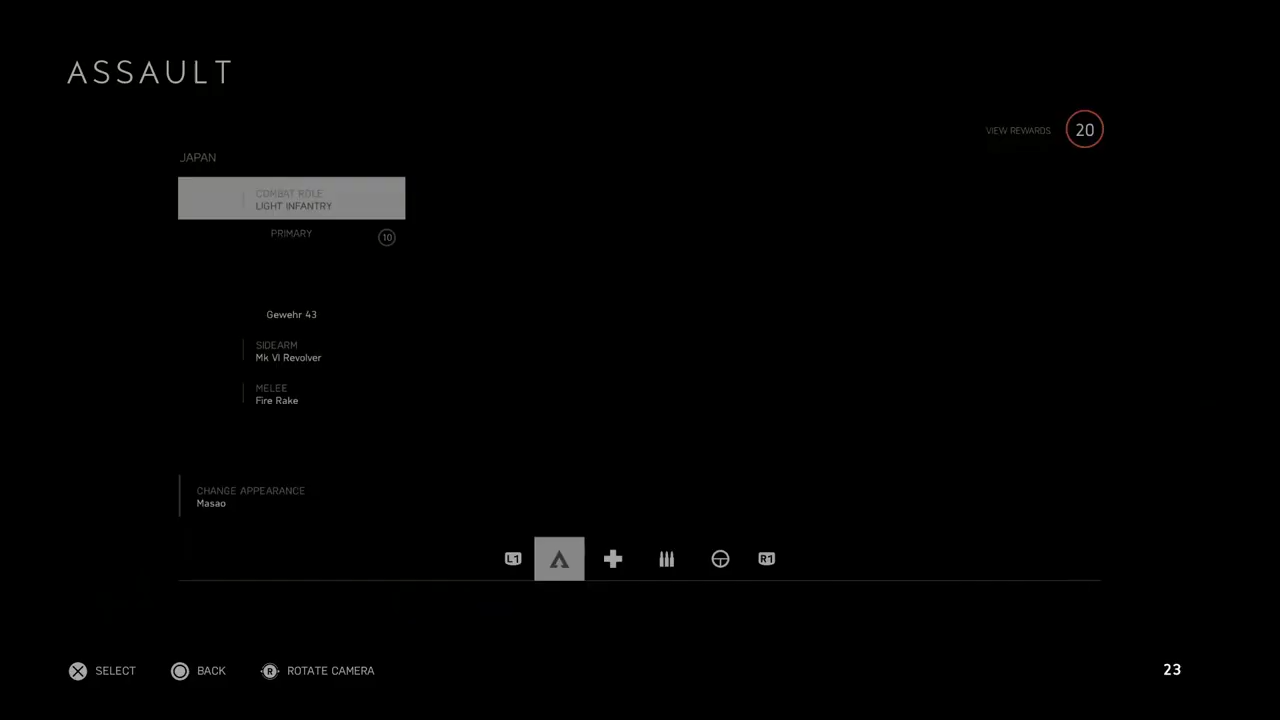 ASSAULT
VIEW REWARDS
20
JAPAN
COMBAT ROLE
LIGHT INFANTRY
PRIMARY
10
Gewehr 43
SIDEARM
Mk VI Revolver
MELEE
Fire Rake
CHANGE APPEARANCE
Masao
L1
R1
SELECT
BACK
R ROTATE CAMERA
23